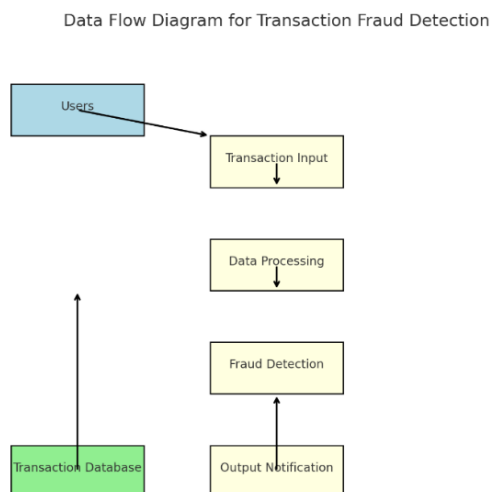 Data Flow Diagram for Transaction Fraud Detection
Users
Transaction Input
Data Processing
Fraud Detection
Transaction Database
Output Notification